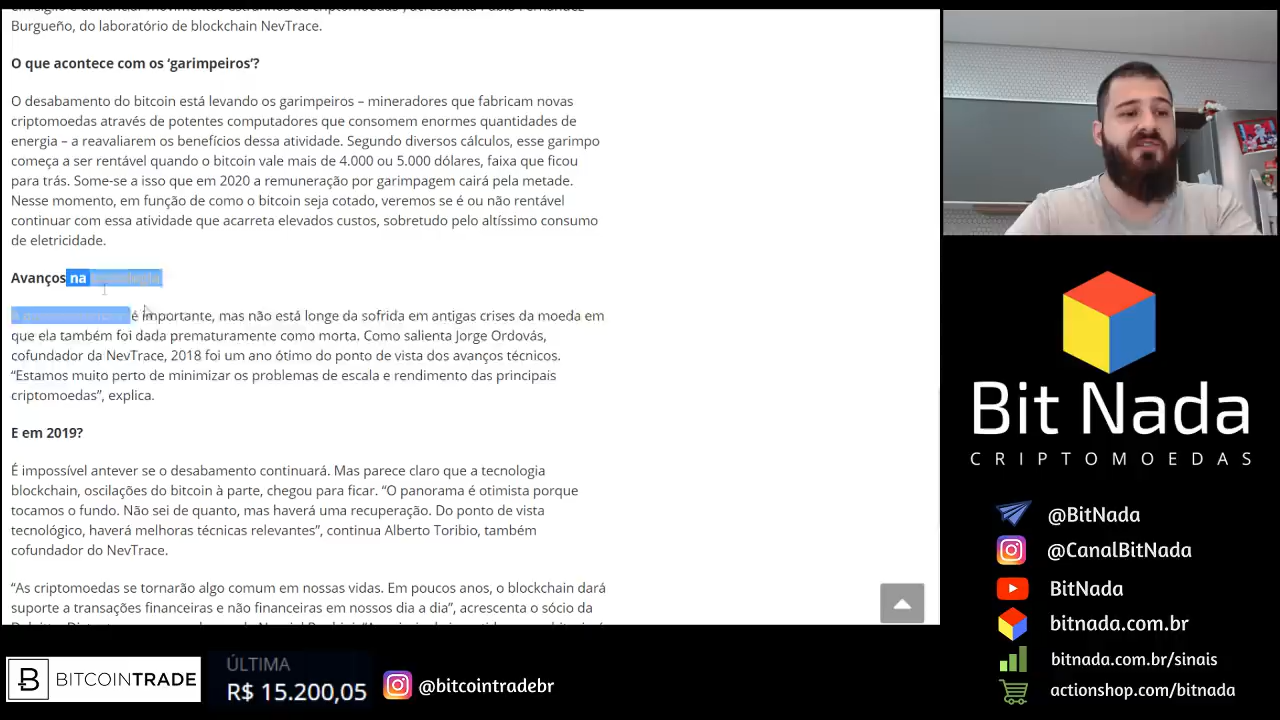 Burgueño, do laboratório de blockchain NevTrace.
O que acontece com os ‘garimpeiros’?
O desabamento do bitcoin está levando os garimpeiros – mineradores que fabricam novas
criptomoedas através de potentes computadores que consomem enormes quantidades de
energia – a reavaliarem os benefícios dessa atividade. Segundo diversos cálculos, esse garimpo
começa a ser rentável quando o bitcoin vale mais de 4.000 ou 5.000 dólares, faixa que ficou
para trás. Some-se a isso que em 2020 a remuneração por garimpagem cairá pela metade.
Nesse momento, em função de como o bitcoin seja cotado, veremos se é ou não rentável
continuar com essa atividade que acarreta elevados custos, sobretudo pelo altíssimo consumo
de eletricidade.
Avanços na
é importante, mas não está longe da sofrida em antigas crises da moeda em
que ela também foi dada prematuramente como morta. Como salienta Jorge Ordovás,
cofundador da NevTrace, 2018 foi um ano ótimo do ponto de vista dos avanços técnicos.
“Estamos muito perto de minimizar os problemas de escala e rendimento das principais
criptomoedas”, explica.
E em 2019?
É impossível antever se o desabamento continuará. Mas parece claro que a tecnologia
blockchain, oscilações do bitcoin à parte, chegou para ficar. “O panorama é otimista porque
tocamos o fundo. Não sei de quanto, mas haverá uma recuperação. Do ponto de vista
tecnológico, haverá melhoras técnicas relevantes”, continua Alberto Toribio, também
cofundador do NevTrace.
“As criptomoedas se tornarão algo comum em nossas vidas. Em poucos anos, o blockchain dará
suporte a transações financeiras e não financeiras em nossos dia a dia”, acrescenta o sócio da
Bit Nada
CRIPTOMOEDAS
@BitNada
@CanalBitNada
BitNada
bitnada.com.br
bitnada.com.br/sinais
actionshop.com/bitnada
BITCOINTRADE
ÚLTIMA
R$ 15.200,05
@bitcointradebr